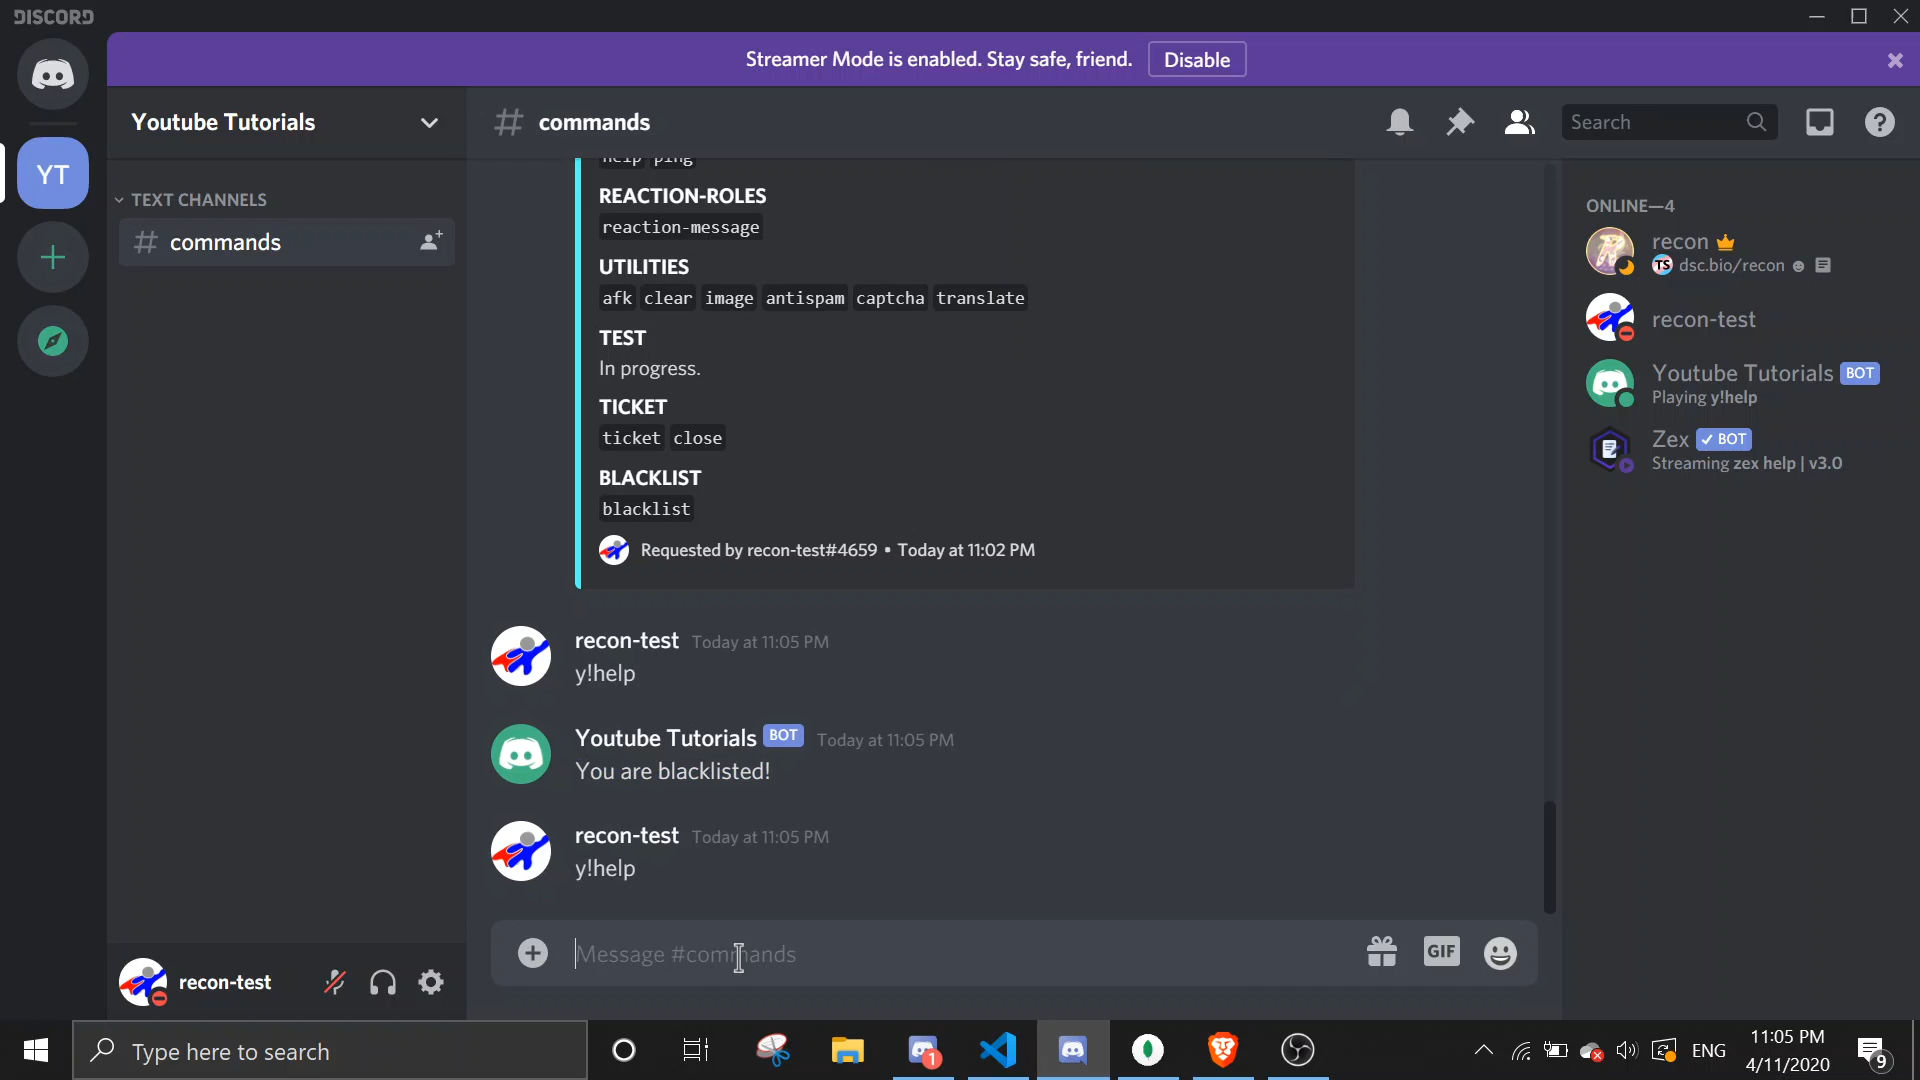 DISCORD
Streamer Mode is enabled. Stay safe, friend.
Disable
YT
Youtube Tutorials
TEXT CHANNELS
# commands
# commands
Search
help ping
REACTION-ROLES
reaction-message
UTILITIES
afk clear image antispam captcha translate
TEST
In progress.
TICKET
ticket close
BLACKLIST
blacklist
Requested by recon-test#4659 • Today at 11:02 PM
recon-test Today at 11:05 PM
y!help
Youtube Tutorials BOT Today at 11:05 PM
You are blacklisted!
recon-test Today at 11:05 PM
y!help
Message #commands
GIF
ONLINE—4
recon
TS dsc.bio/recon
recon-test
Youtube Tutorials BOT
Playing y!help
Zex ✓ BOT
Streaming zex help | v3.0
recon-test
Type here to search
1
ENG
11:05 PM
4/11/2020
9